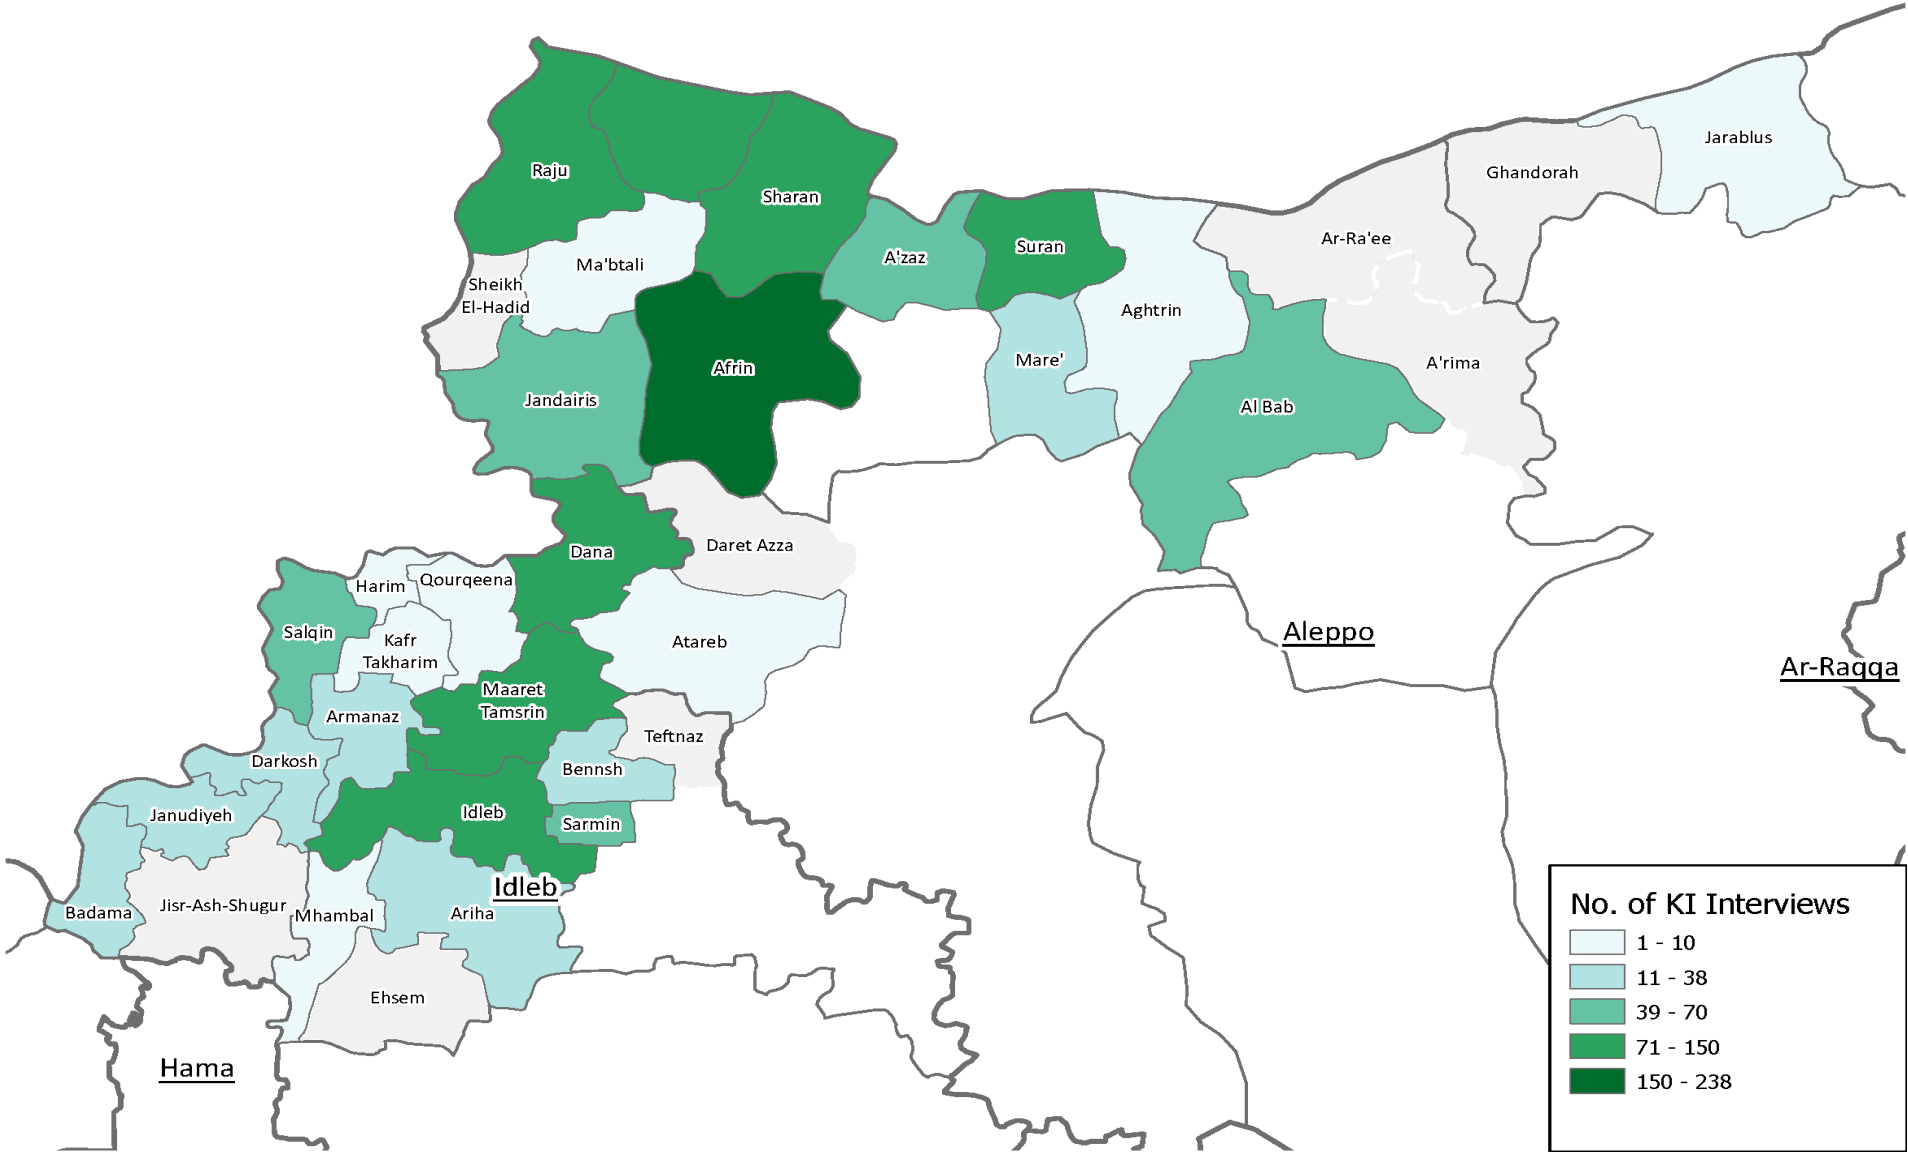 Jarablus
Raju
Ghandorah
Sharan
Ar-Ra'ee
Suran
A'zaz
Ma'btali
Sheikh
El-Hadid
Aghtrin
Mare'
A'rima
Afrin
Jandairis
Al Bab
Daret Azza
Dana
Harim
Qourqeena
Salqin
Kafr
Takharim
Atareb
Aleppo
Ar-Raqqa
Maaret
Tamsrin
Armanaz
Teftnaz
Darkosh
Bennsh
Janudiyeh
Idleb
Sarmin
Idleb
Jisr-Ash-Shugur
Badama
Mhambal
Ariha
Ehsem
Hama
No. of KI Interviews
1 - 10
11 - 38
39 - 70
71 - 150
150 - 238